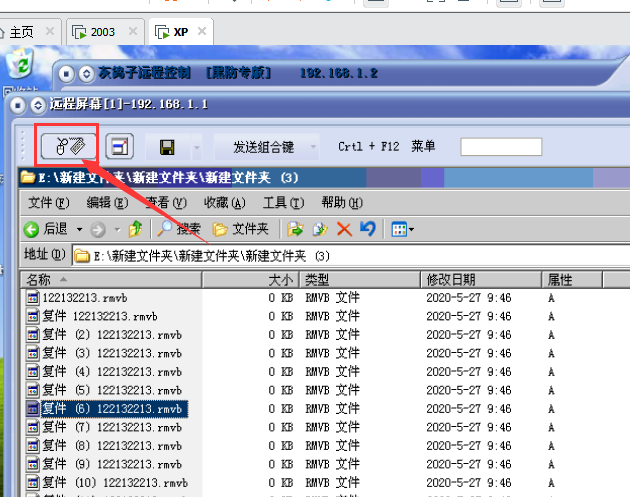 主页 2003 XP
灰鸽子远程控制 [黑防专版] 192.168.1.2
远程屏幕[1]-192.168.1.1
发送组合键 Crtl + F12 菜单
E:\新建文件夹\新建文件夹\新建文件夹 (3)
文件(F) 编辑(E) 查看(V) 收藏(A) 工具(T) 帮助(H)
后退 搜索 文件夹
地址(D) E:\新建文件夹\新建文件夹\新建文件夹 (3)
名称 大小 类型 修改日期 属性
122132213.rmvb 0 KB RMVB 文件 2020-5-27 9:46 A
复件 122132213.rmvb 0 KB RMVB 文件 2020-5-27 9:46 A
复件 (2) 122132213.rmvb 0 KB RMVB 文件 2020-5-27 9:46 A
复件 (3) 122132213.rmvb 0 KB RMVB 文件 2020-5-27 9:46 A
复件 (4) 122132213.rmvb 0 KB RMVB 文件 2020-5-27 9:46 A
复件 (5) 122132213.rmvb 0 KB RMVB 文件 2020-5-27 9:46 A
复件 (6) 122132213.rmvb 0 KB RMVB 文件 2020-5-27 9:46 A
复件 (7) 122132213.rmvb 0 KB RMVB 文件 2020-5-27 9:46 A
复件 (8) 122132213.rmvb 0 KB RMVB 文件 2020-5-27 9:46 A
复件 (9) 122132213.rmvb 0 KB RMVB 文件 2020-5-27 9:46 A
复件 (10) 122132213.rmvb 0 KB RMVB 文件 2020-5-27 9:46 A